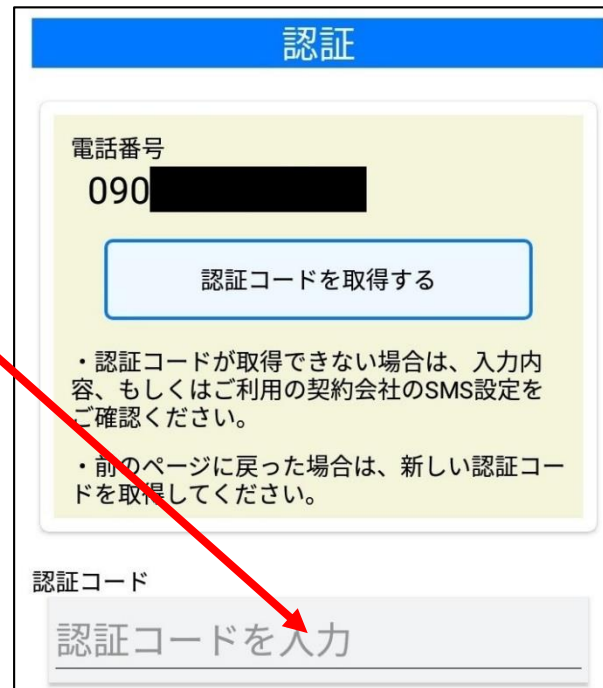 認証
電話番号
090
認証コードを取得する
・認証コードが取得できない場合は、入力内
容、もしくはご利用の契約会社のSMS設定を
ご確認ください。
・前のページに戻った場合は、新しい認証コー
ドを取得してください。
認証コード
認証コードを入力